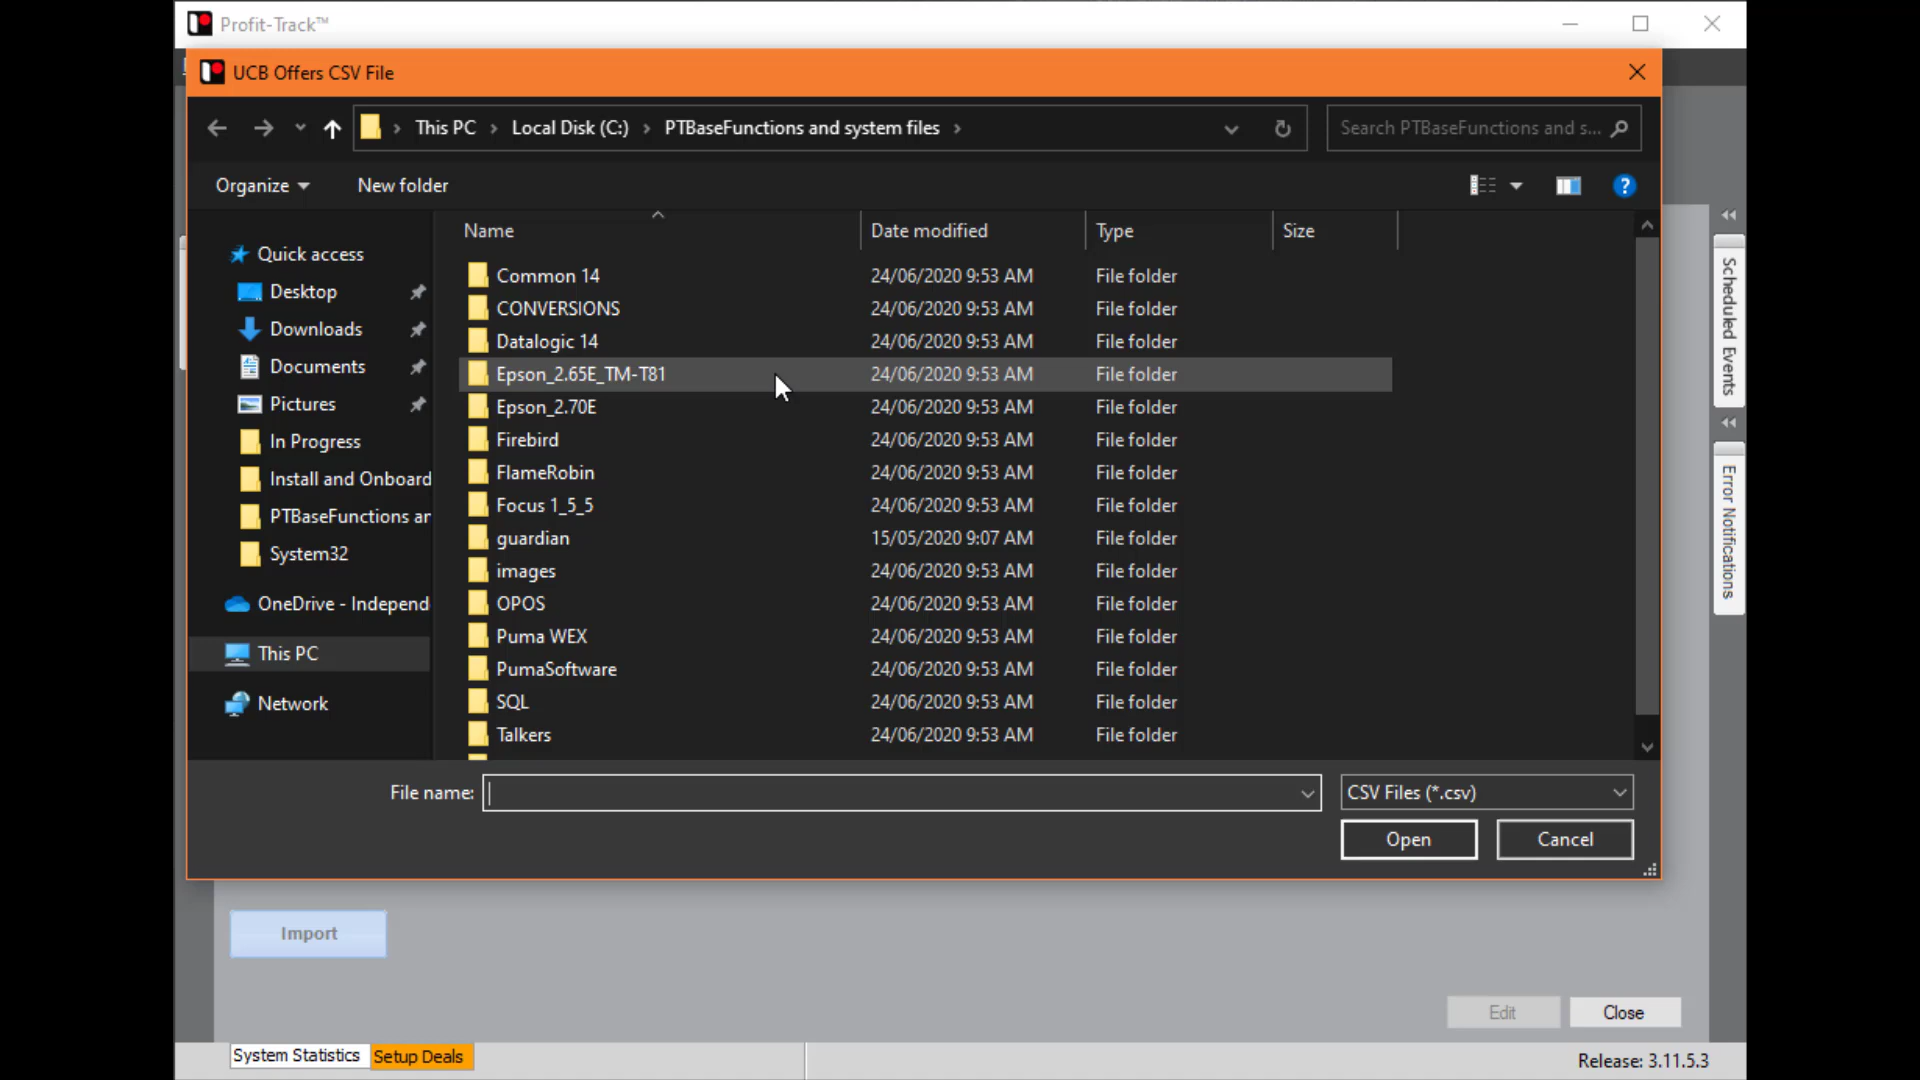 Profit-Track™
UCB Offers CSV File
This PC > Local Disk (C:) > PTBaseFunctions and system files >
Search PTBaseFunctions and s...
Organize
New folder
Name
Date modified
Type
Size
Quick access
Desktop
Downloads
Documents
Pictures
In Progress
Install and Onboard
PTBaseFunctions an
System32
OneDrive - Independ
This PC
Network
Common 14 24/06/2020 9:53 AM File folder
CONVERSIONS 24/06/2020 9:53 AM File folder
Datalogic 14 24/06/2020 9:53 AM File folder
Epson_2.65E_TM-T81 24/06/2020 9:53 AM File folder
Epson_2.70E 24/06/2020 9:53 AM File folder
Firebird 24/06/2020 9:53 AM File folder
FlameRobin 24/06/2020 9:53 AM File folder
Focus 1_5_5 24/06/2020 9:53 AM File folder
guardian 15/05/2020 9:07 AM File folder
images 24/06/2020 9:53 AM File folder
OPOS 24/06/2020 9:53 AM File folder
Puma WEX 24/06/2020 9:53 AM File folder
PumaSoftware 24/06/2020 9:53 AM File folder
SQL 24/06/2020 9:53 AM File folder
Talkers 24/06/2020 9:53 AM File folder
File name:
CSV Files (*.csv)
Open
Cancel
Scheduled Events
Error Notifications
Import
Edit
Close
System Statistics
Setup Deals
Release: 3.11.5.3